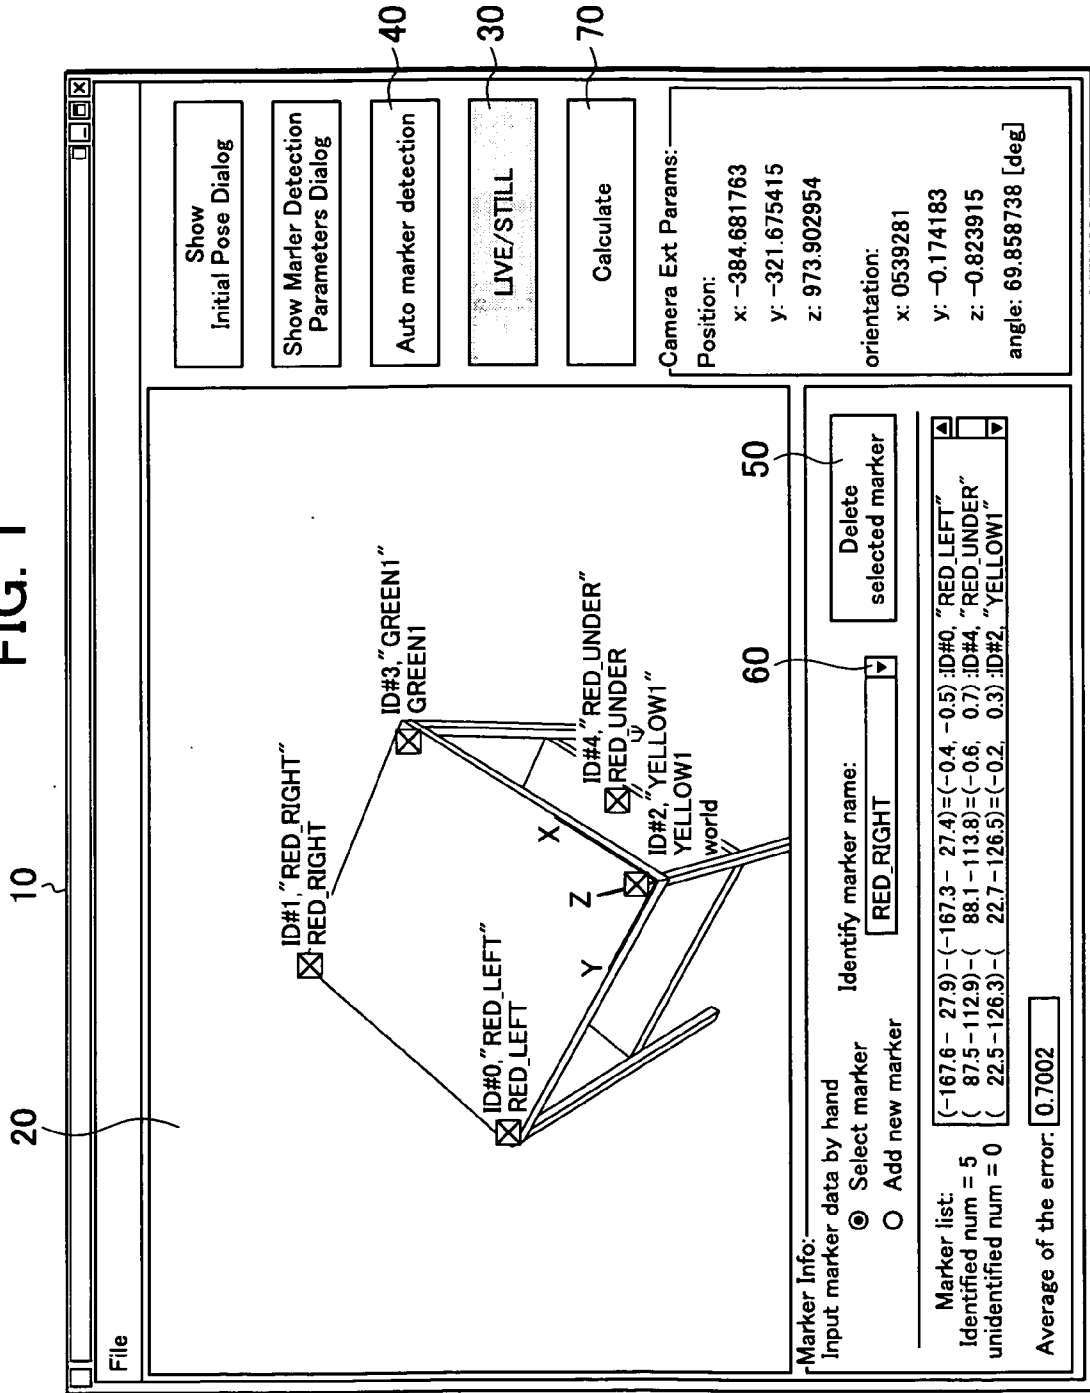 FIG. 1
10
20
File
ID#1,"RED_RIGHT"
RED_RIGHT
ID#3,"GREEN1"
GREEN1
ID#0,"RED_LEFT"
RED_LEFT
ID#4,"RED_UNDER"
RED_UNDER
ID#2,"YELLOW1"
YELLOW1
world
X
Y
Z
Show
Initial Pose Dialog
Show Marler Detection
Parameters Dialog
Auto marker detection
40
LIVE/STILL
30
Calculate
70
Camera Ext Params:
Position:
x: −384.681763
y: −321.675415
z: 973.902954
orientation:
x: 0539281
y: −0.174183
z: −0.823915
angle: 69.858738 [deg]
Marker Info:
Input marker data by hand
Select marker
Add new marker
Identify marker name:
RED_RIGHT
60
Delete
selected marker
50
Marker list:
Identified num = 5
unidentified num = 0
(−167.6− 27.9)−(−167.3− 27.4)=(−0.4, −0.5) :ID#0, "RED_LEFT"
( 87.5−112.9)−( 88.1−113.8)=(−0.6, 0.7) :ID#4, "RED_UNDER"
( 22.5−126.3)−( 22.7−126.5)=(−0.2, 0.3) :ID#2, "YELLOW1"
Average of the error: 0.7002